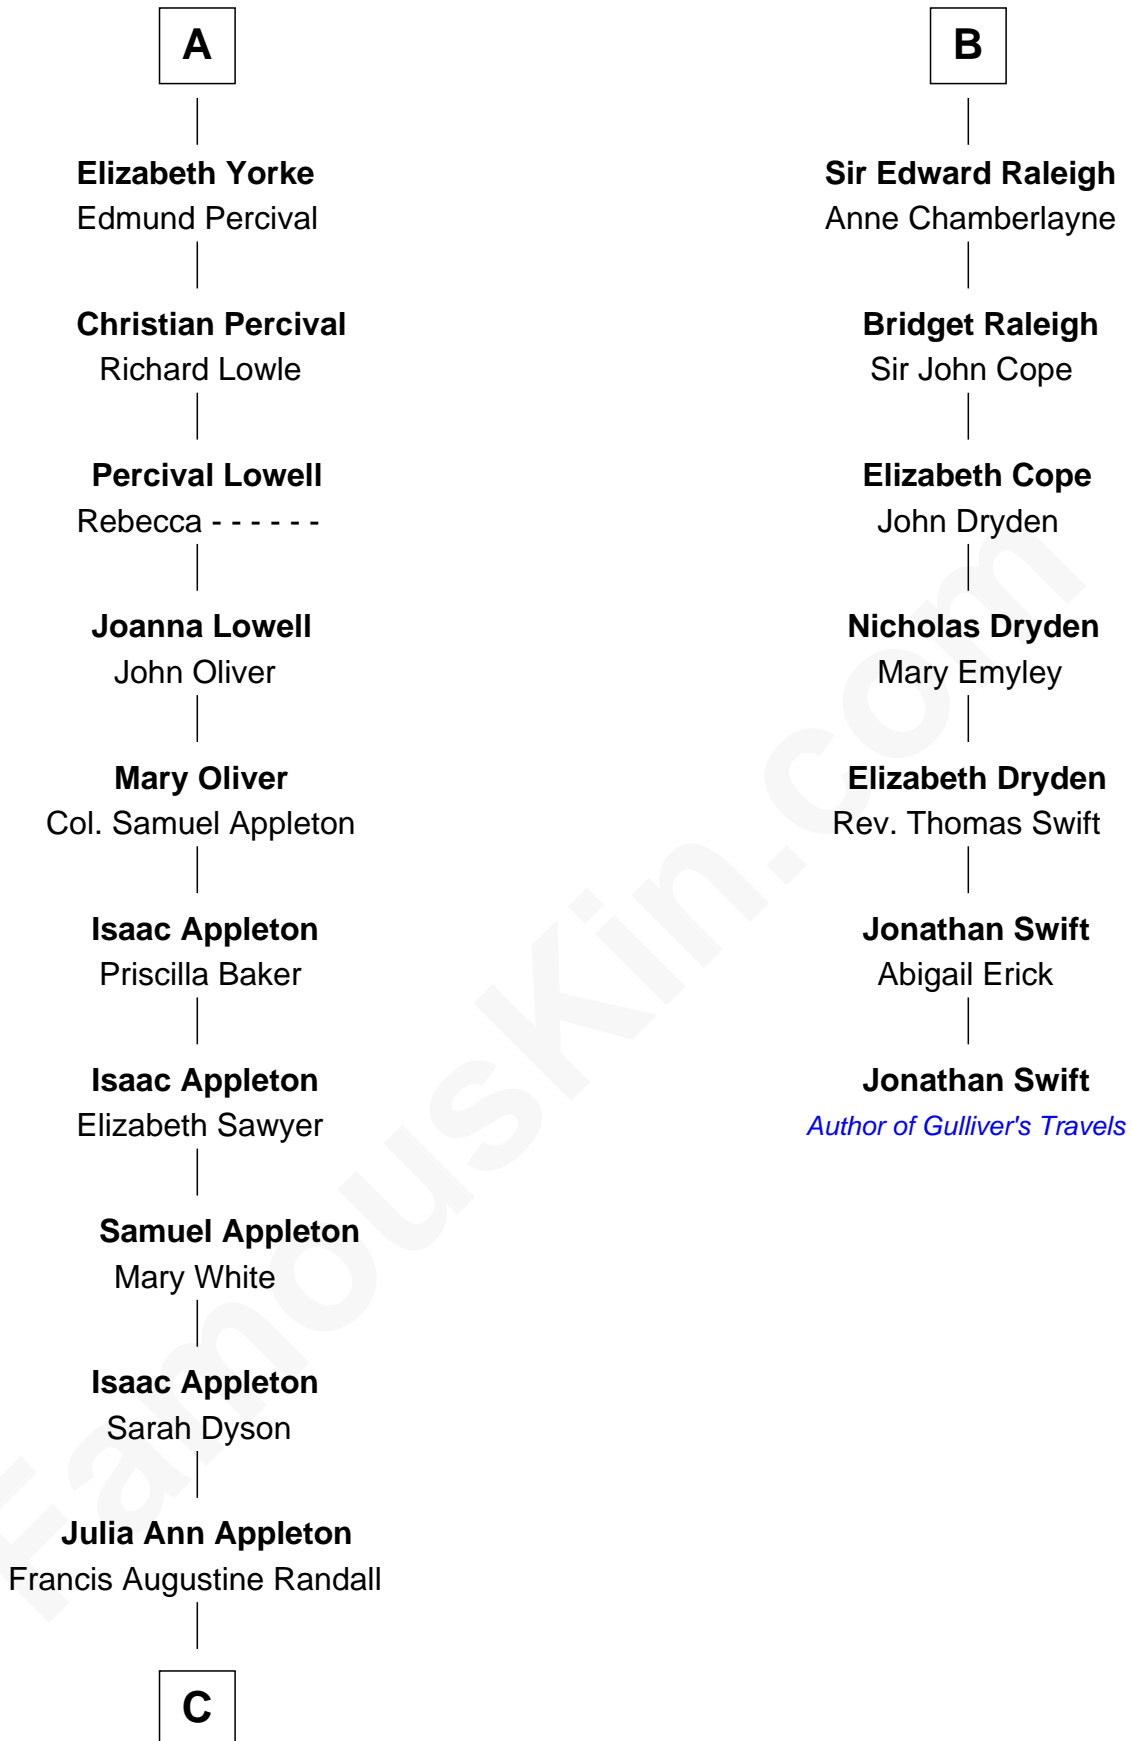 A
Elizabeth Yorke
Edmund Percival
Christian Percival
Richard Lowle
Percival Lowell
Rebecca - - - - - -
Joanna Lowell
John Oliver
Mary Oliver
Col. Samuel Appleton
Isaac Appleton
Priscilla Baker
Isaac Appleton
Elizabeth Sawyer
Samuel Appleton
Mary White
Isaac Appleton
Sarah Dyson
Julia Ann Appleton
Francis Augustine Randall
C
B
Sir Edward Raleigh
Anne Chamberlayne
Bridget Raleigh
Sir John Cope
Elizabeth Cope
John Dryden
Nicholas Dryden
Mary Emyley
Elizabeth Dryden
Rev. Thomas Swift
Jonathan Swift
Abigail Erick
Jonathan Swift
Author of Gulliver's Travels
FamousKin.com